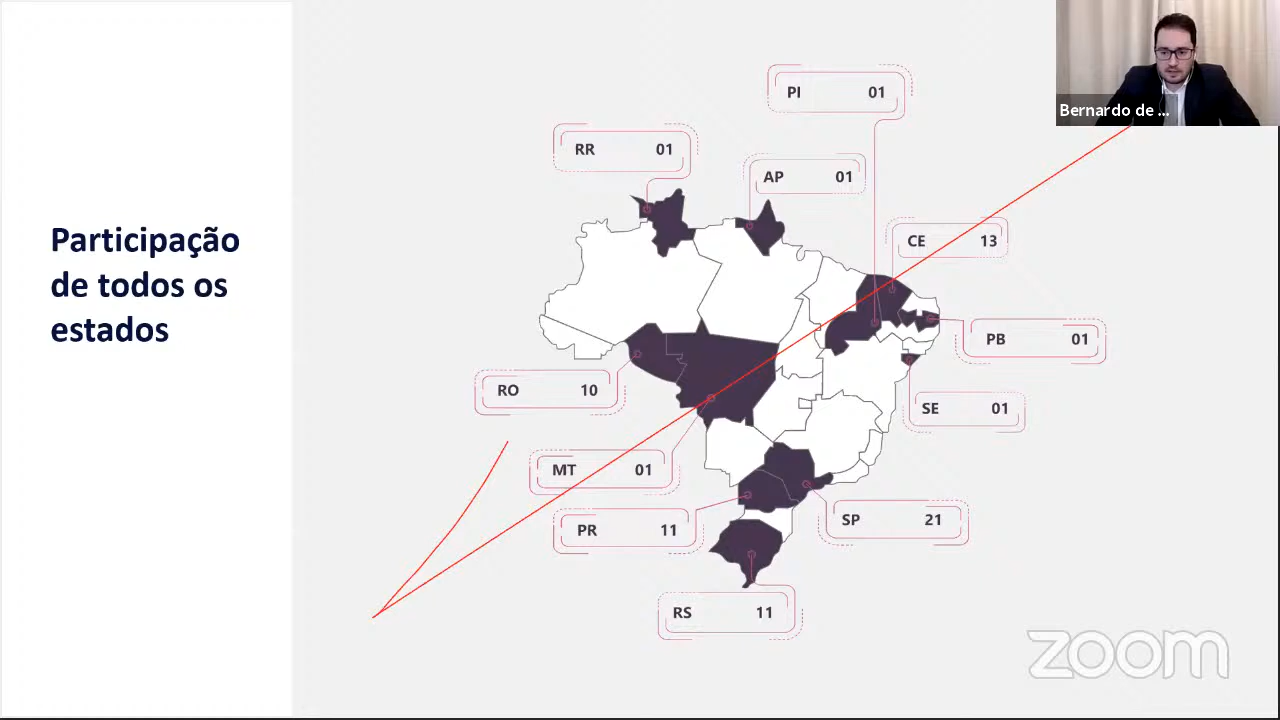 Participação
de todos os
estados
PI 01
Bernardo de ...
RR 01
AP 01
CE 13
PB 01
RO 10
SE 01
MT 01
PR 11
SP 21
RS 11
zoom